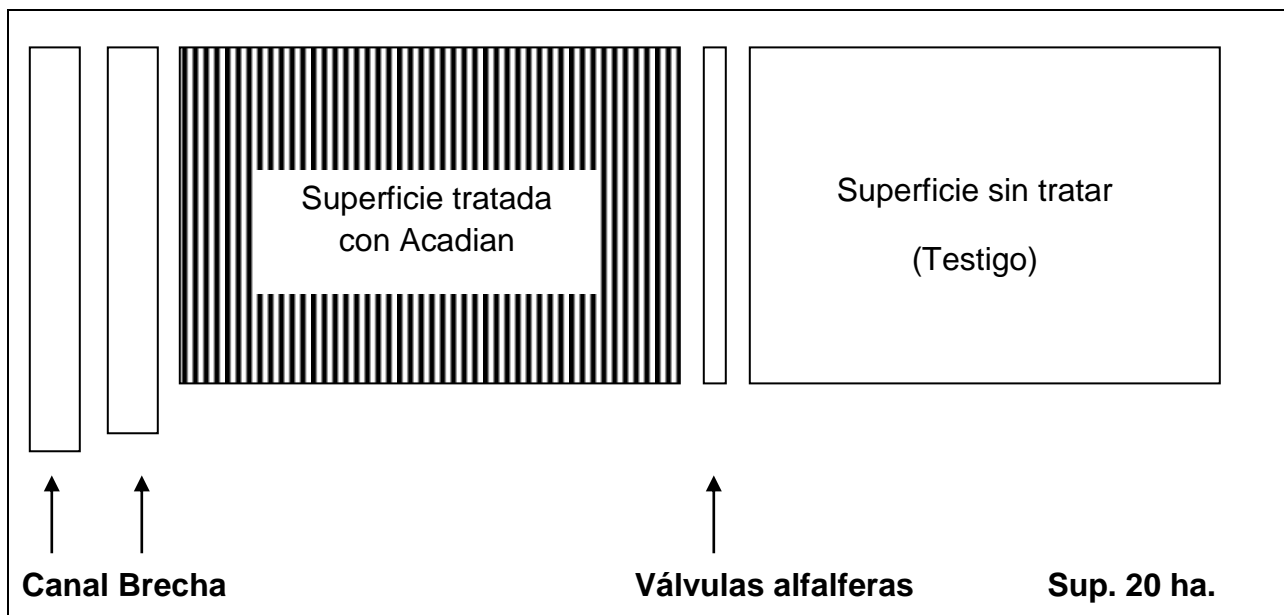 Superficie tratada
con Acadian
Superficie sin tratar
(Testigo)
Canal Brecha
Válvulas alfalferas
Sup. 20 ha.